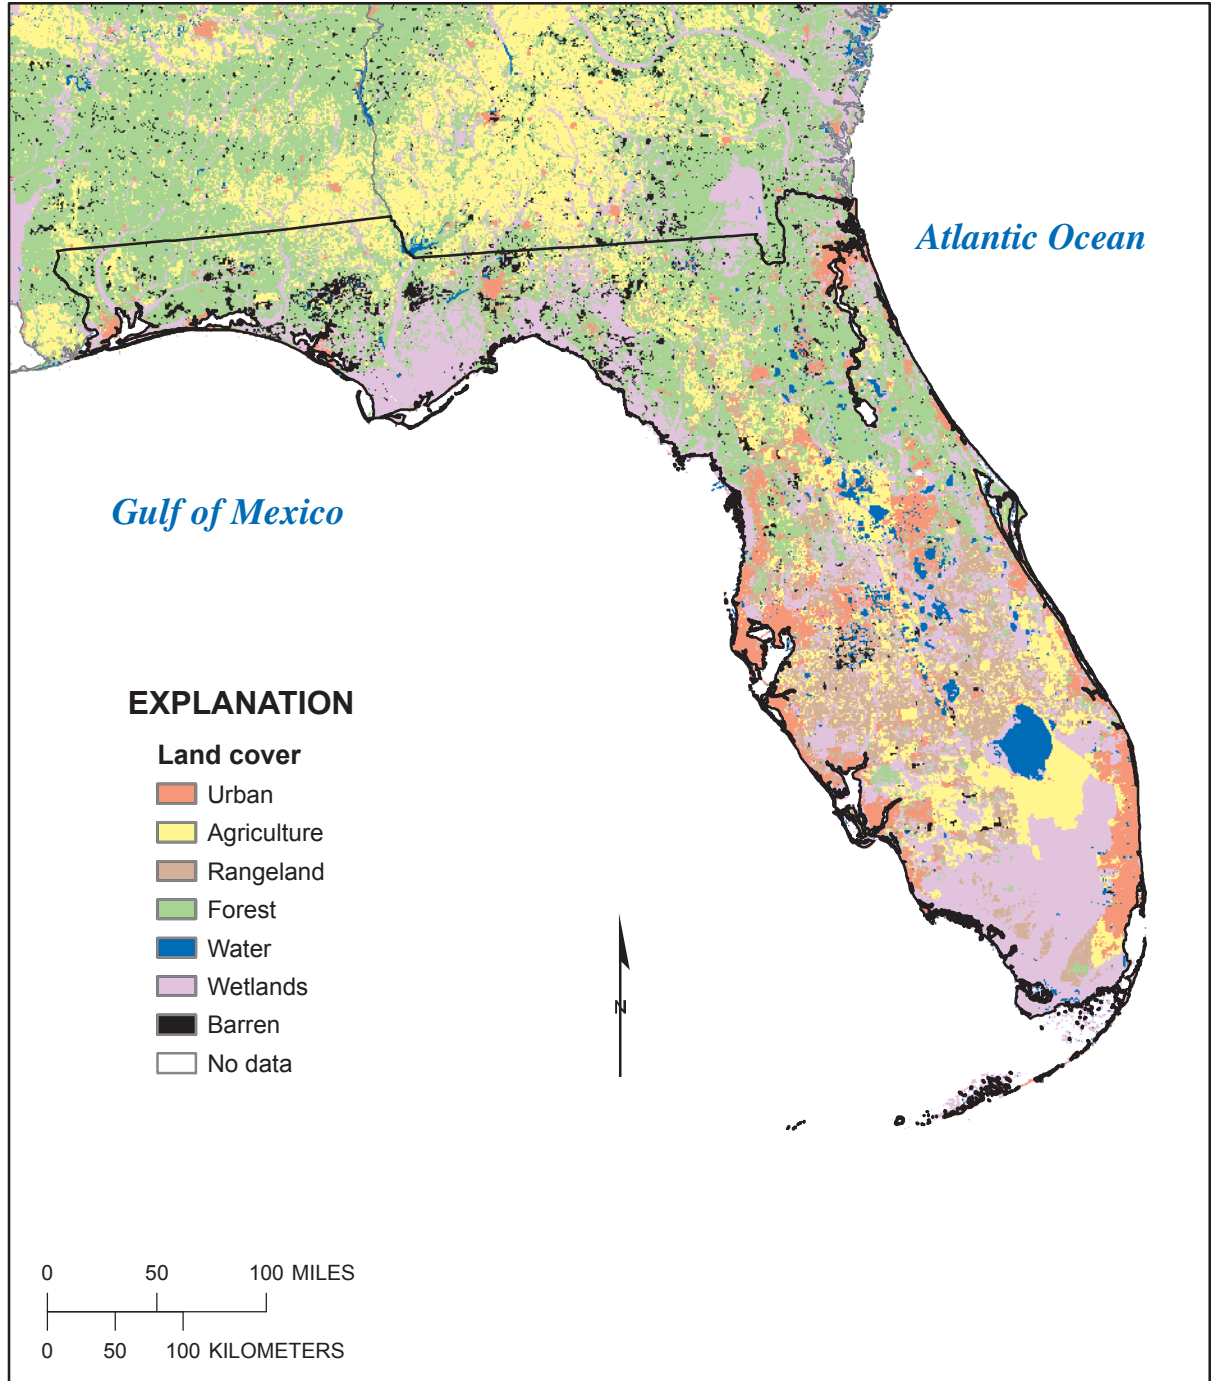 Atlantic Ocean
Gulf of Mexico
EXPLANATION
Land cover
Urban
Agriculture
Rangeland
Forest
Water
Wetlands
Barren
No data
N
0 50 100 MILES
0 50 100 KILOMETERS